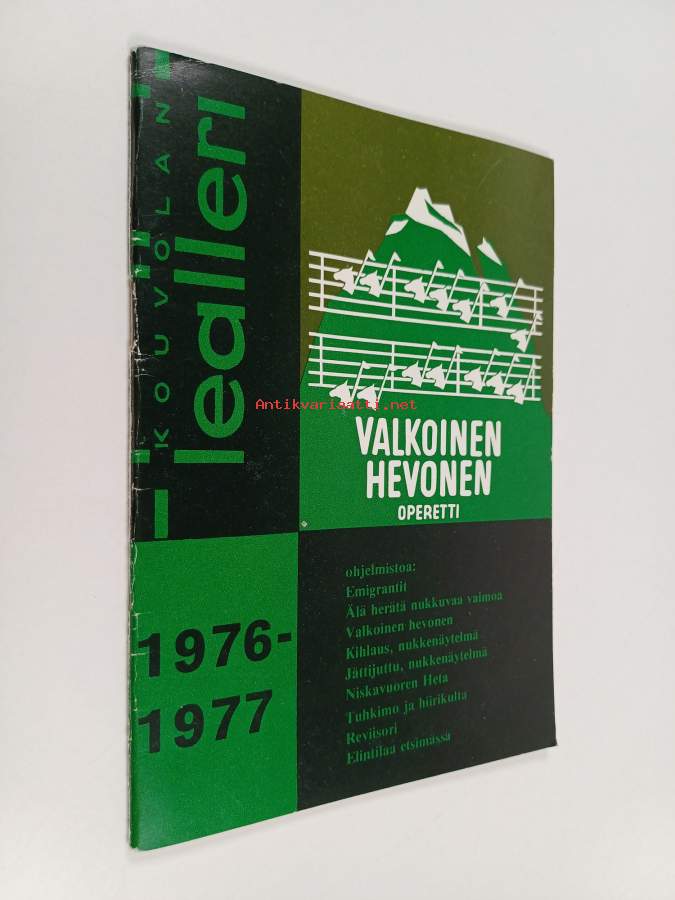 KOUVOLAN
teatteri
VALKOINEN
HEVONEN
OPERETTI
1976-
1977
ohjelmistoa:
Emigrantit
Älä herätä nukkuvaa vaimoa
Valkoinen hevonen
Kihlaus, nukkenäytelmä
Jättijuttu, nukkenäytelmä
Niskavuoren Heta
Tuhkimo ja hiirikulta
Reviisori
Elintilaa etsimässä
Antikvariaatti.net